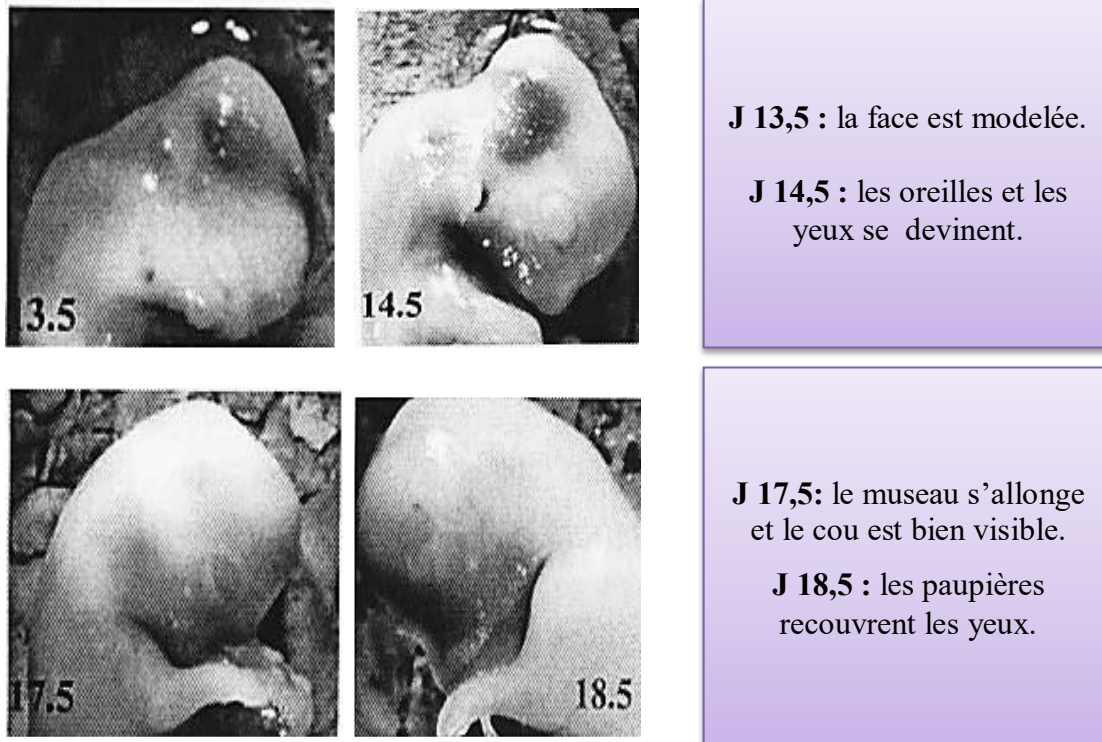 13.5
14.5
J 13,5 : la face est modelée.
J 14,5 : les oreilles et les
yeux se devinent.
17.5
18.5
J 17,5: le museau s’allonge
et le cou est bien visible.
J 18,5 : les paupières
recouvrent les yeux.